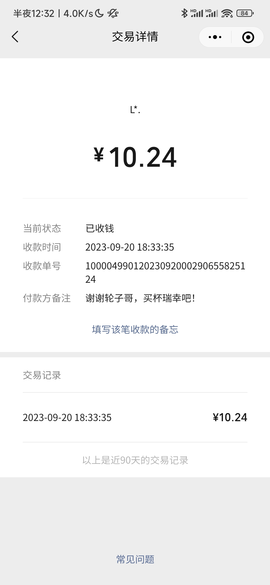 半夜12:32 | 4.0K/s
84
交易详情
L*.
¥10.24
当前状态 已收钱
收款时间 2023-09-20 18:33:35
收款单号 100004990120230920002906558251
24
付款方备注 谢谢轮子哥，买杯瑞幸吧！
填写该笔收款的备忘
交易记录
2023-09-20 18:33:35 ¥10.24
以上是近90天的交易记录
常见问题